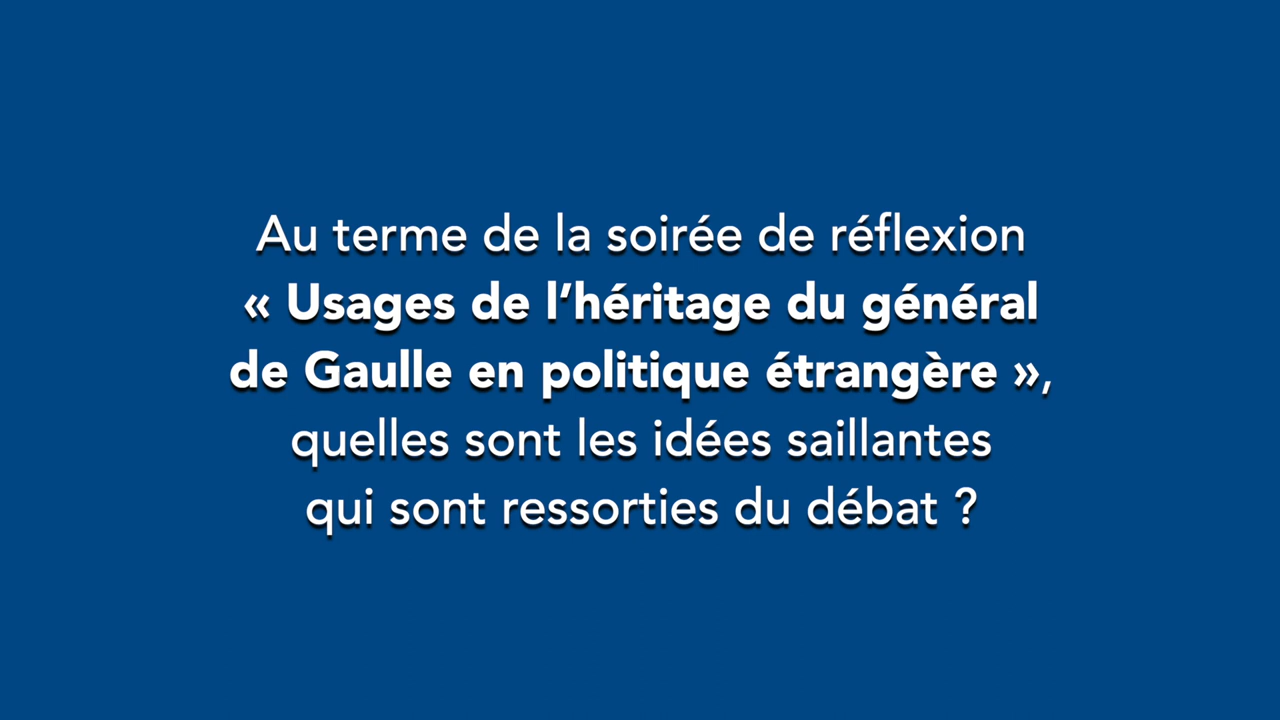 Au terme de la soirée de réflexion
« Usages de l’héritage du général
de Gaulle en politique étrangère »,
quelles sont les idées saillantes
qui sont ressorties du débat ?